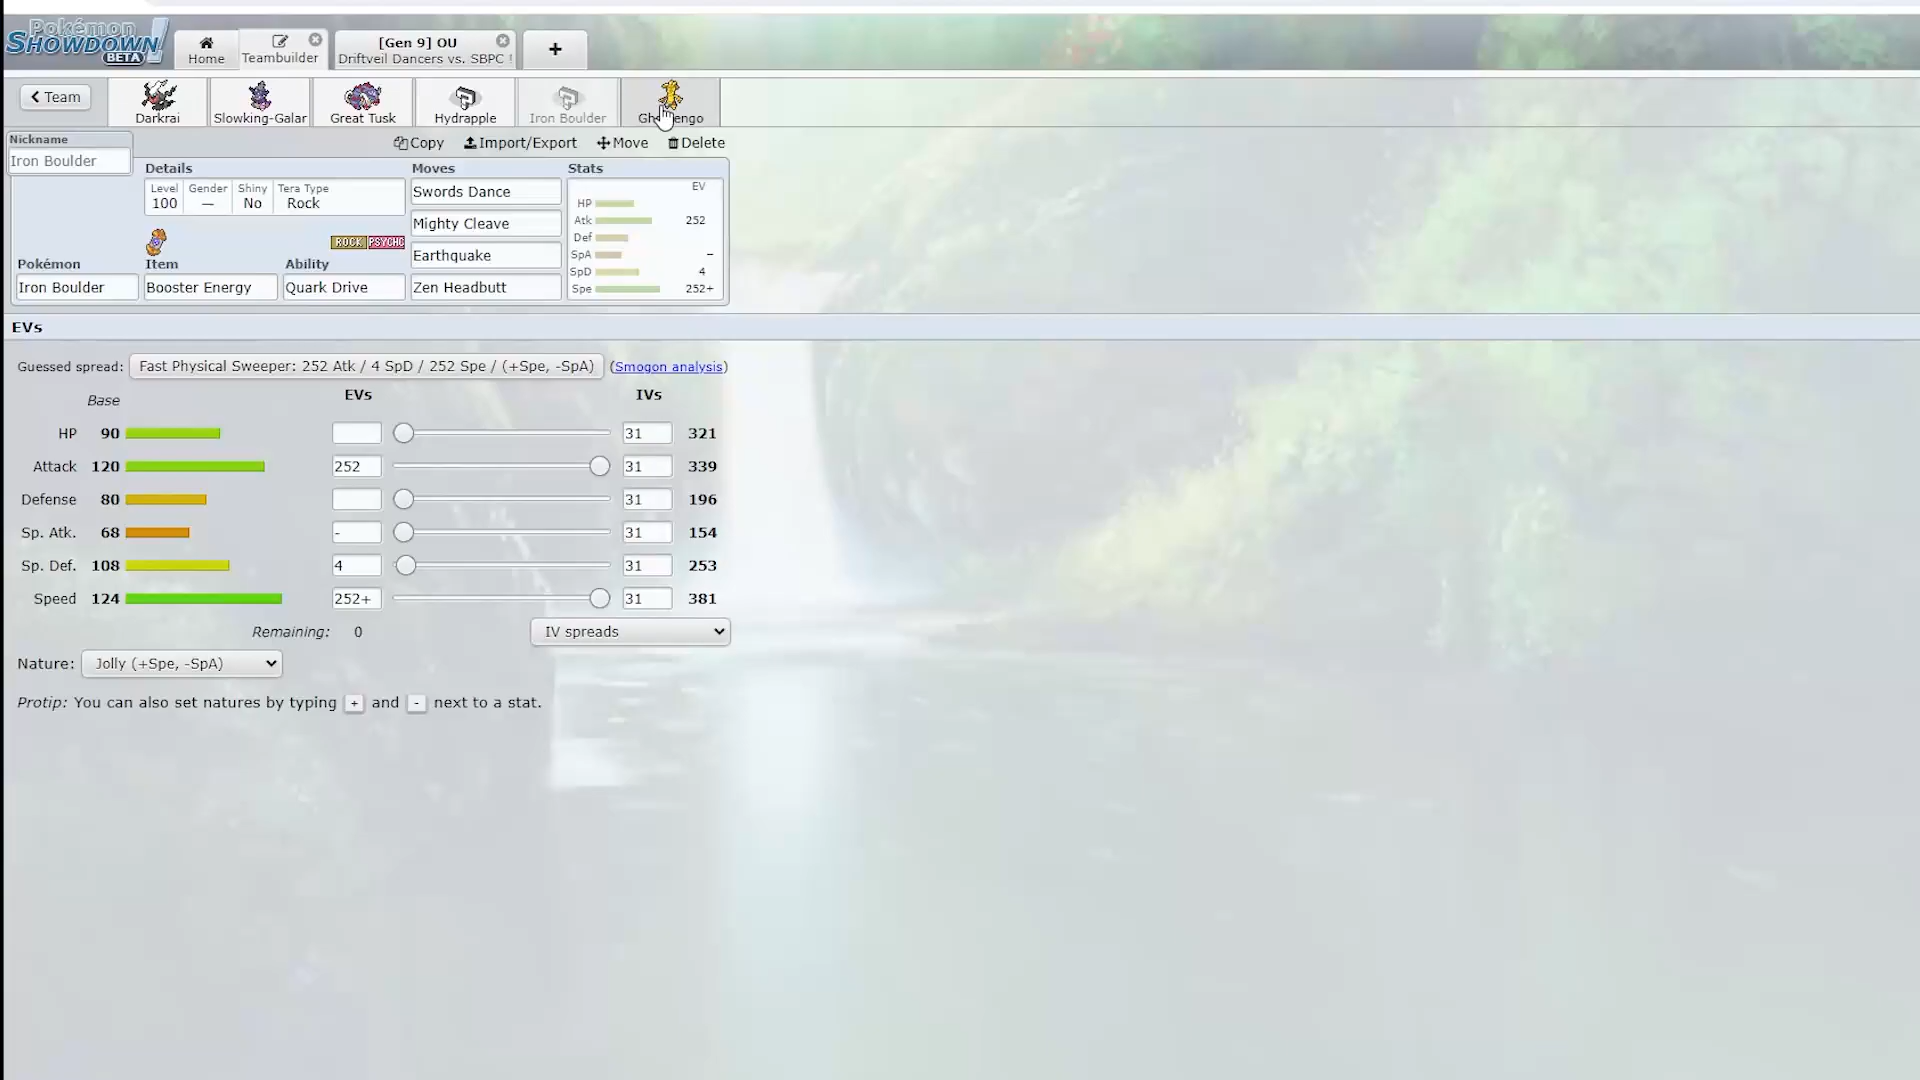 Pokémon
SHOWDOWN!
BETA
Home
Teambuilder
[Gen 9] OU
Driftveil Dancers vs. SBPC !
+
Team
Darkrai
Slowking-Galar
Great Tusk
Hydrapple
Iron Boulder
Nickname
Iron Boulder
Copy
Import/Export
Move
Delete
Details
Moves
Stats
Level
Gender
Shiny
Tera Type
100
—
No
Rock
ROCK
PSYCHC
Pokémon
Item
Ability
Iron Boulder
Booster Energy
Quark Drive
Swords Dance
Mighty Cleave
Earthquake
Zen Headbutt
EV
HP
Atk 252
Def
SpA –
SpD 4
Spe 252+
EVs
Guessed spread: Fast Physical Sweeper: 252 Atk / 4 SpD / 252 Spe / (+Spe, -SpA) (Smogon analysis)
Base EVs IVs
HP 90 31 321
Attack 120 252 31 339
Defense 80 31 196
Sp. Atk. 68 - 31 154
Sp. Def. 108 4 31 253
Speed 124 252+ 31 381
Remaining: 0 IV spreads
Nature: Jolly (+Spe, -SpA)
Protip: You can also set natures by typing + and - next to a stat.